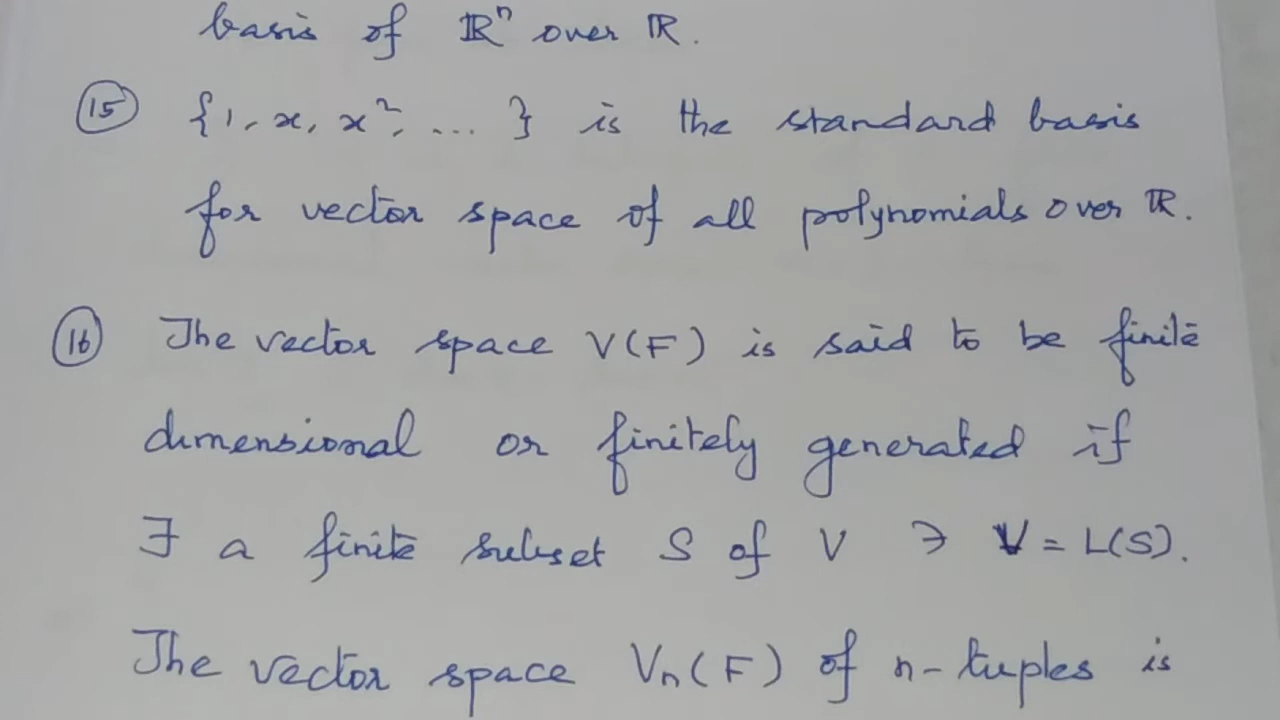 basis of ℝⁿ over ℝ.
(15) {1, x, x², ... } is the standard basis
for vector space of all polynomials over ℝ.
(16) The vector space V(F) is said to be finite
dimensional or finitely generated if
∃ a finite subset S of V ∋ V = L(S).
The vector space Vₙ(F) of n-tuples is